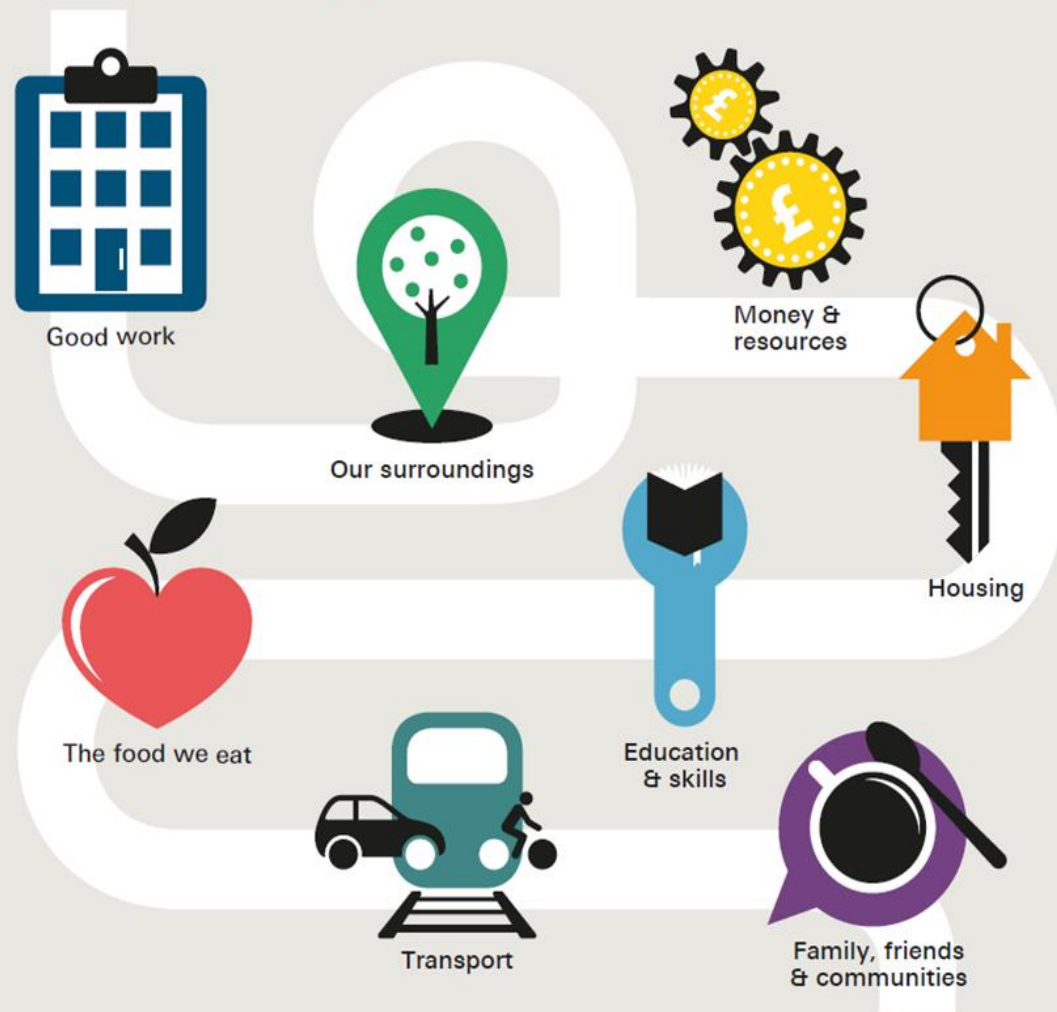 £
£
Good work
Money &
resources
Our surroundings
Housing
The food we eat
Education
& skills
Transport
Family, friends
& communities